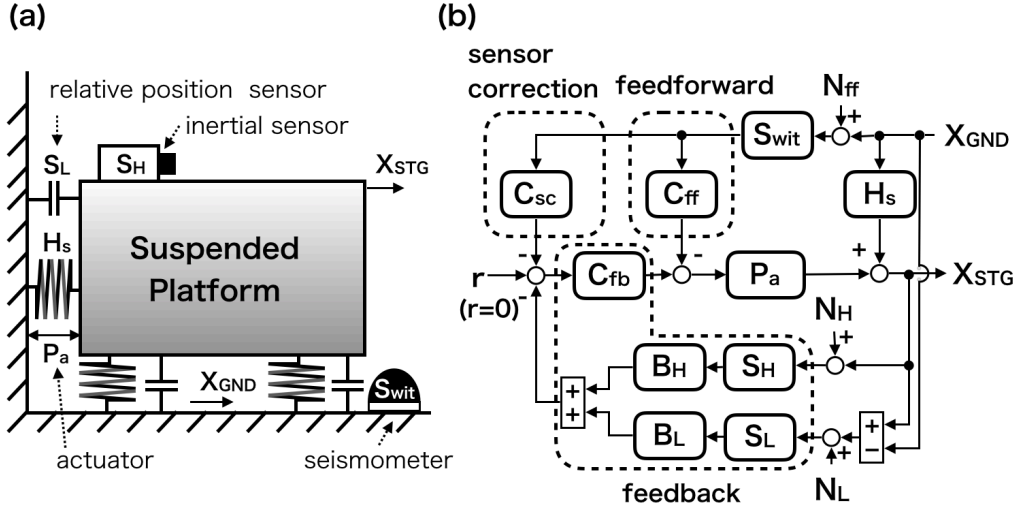 (a)
relative position sensor
inertial sensor
SL
SH
XSTG
Hs
Suspended
Platform
Pa
XGND
Swit
actuator
seismometer
(b)
sensor
correction
feedforward
Nff
+
+
Swit
XGND
Csc
Cff
Hs
-
-
+
+
r
(r=0)
-
Cfb
Pa
XSTG
NH
+
+
BH
SH
+
+
BL
SL
+
+
+
−
NL
feedback